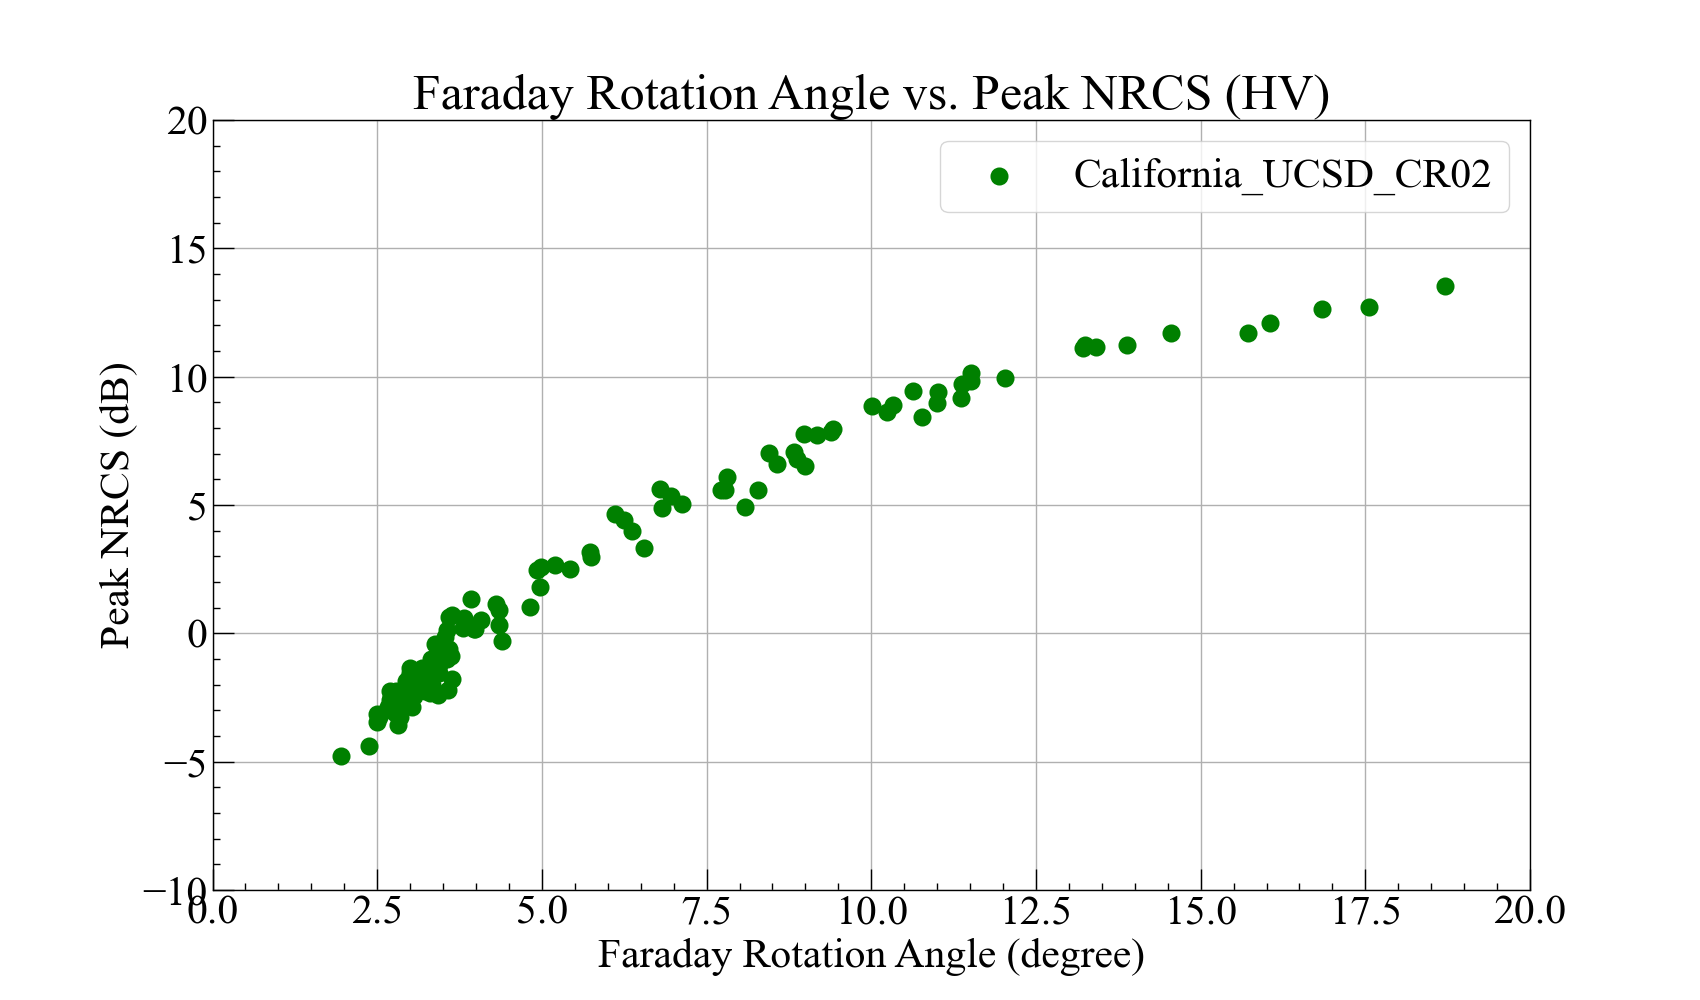 Faraday Rotation Angle vs. Peak NRCS (HV)
20
California_UCSD_CR02
15
10
5
0
−5
−10
Peak NRCS (dB)
0.0 2.5 5.0 7.5 10.0 12.5 15.0 17.5 20.0
Faraday Rotation Angle (degree)